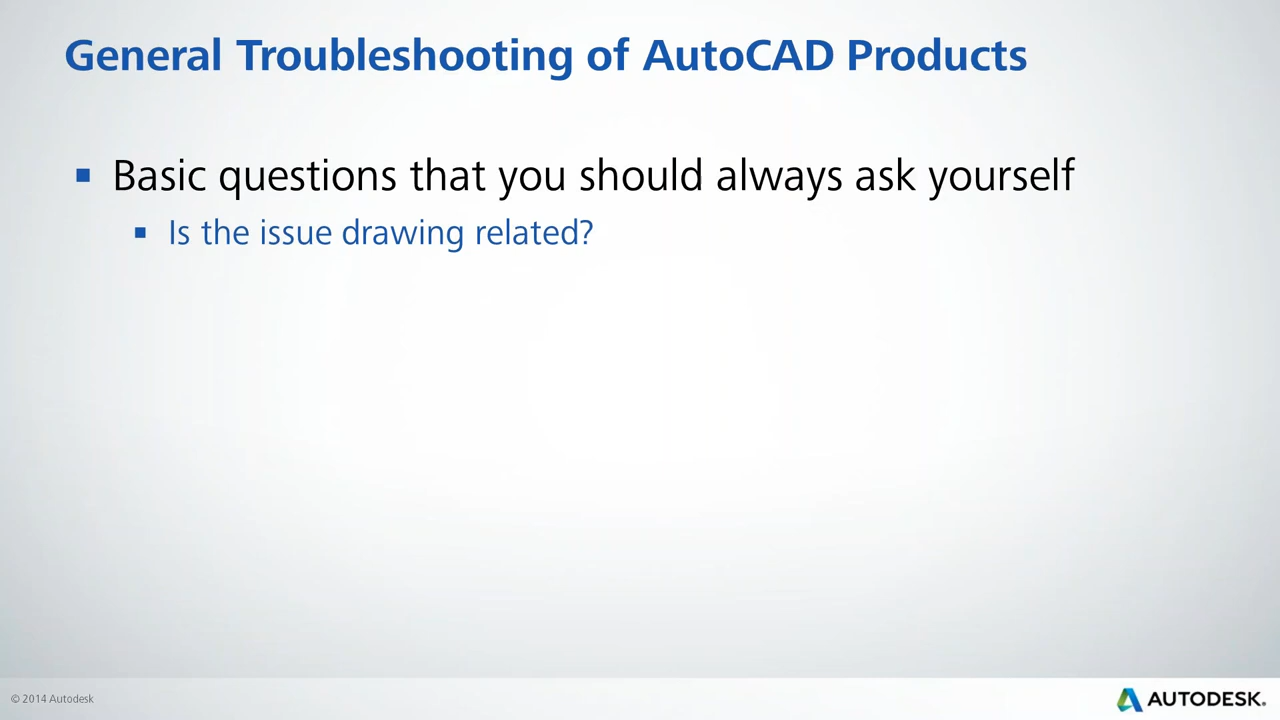 General Troubleshooting of AutoCAD Products
Basic questions that you should always ask yourself
Is the issue drawing related?
© 2014 Autodesk
AUTODESK.